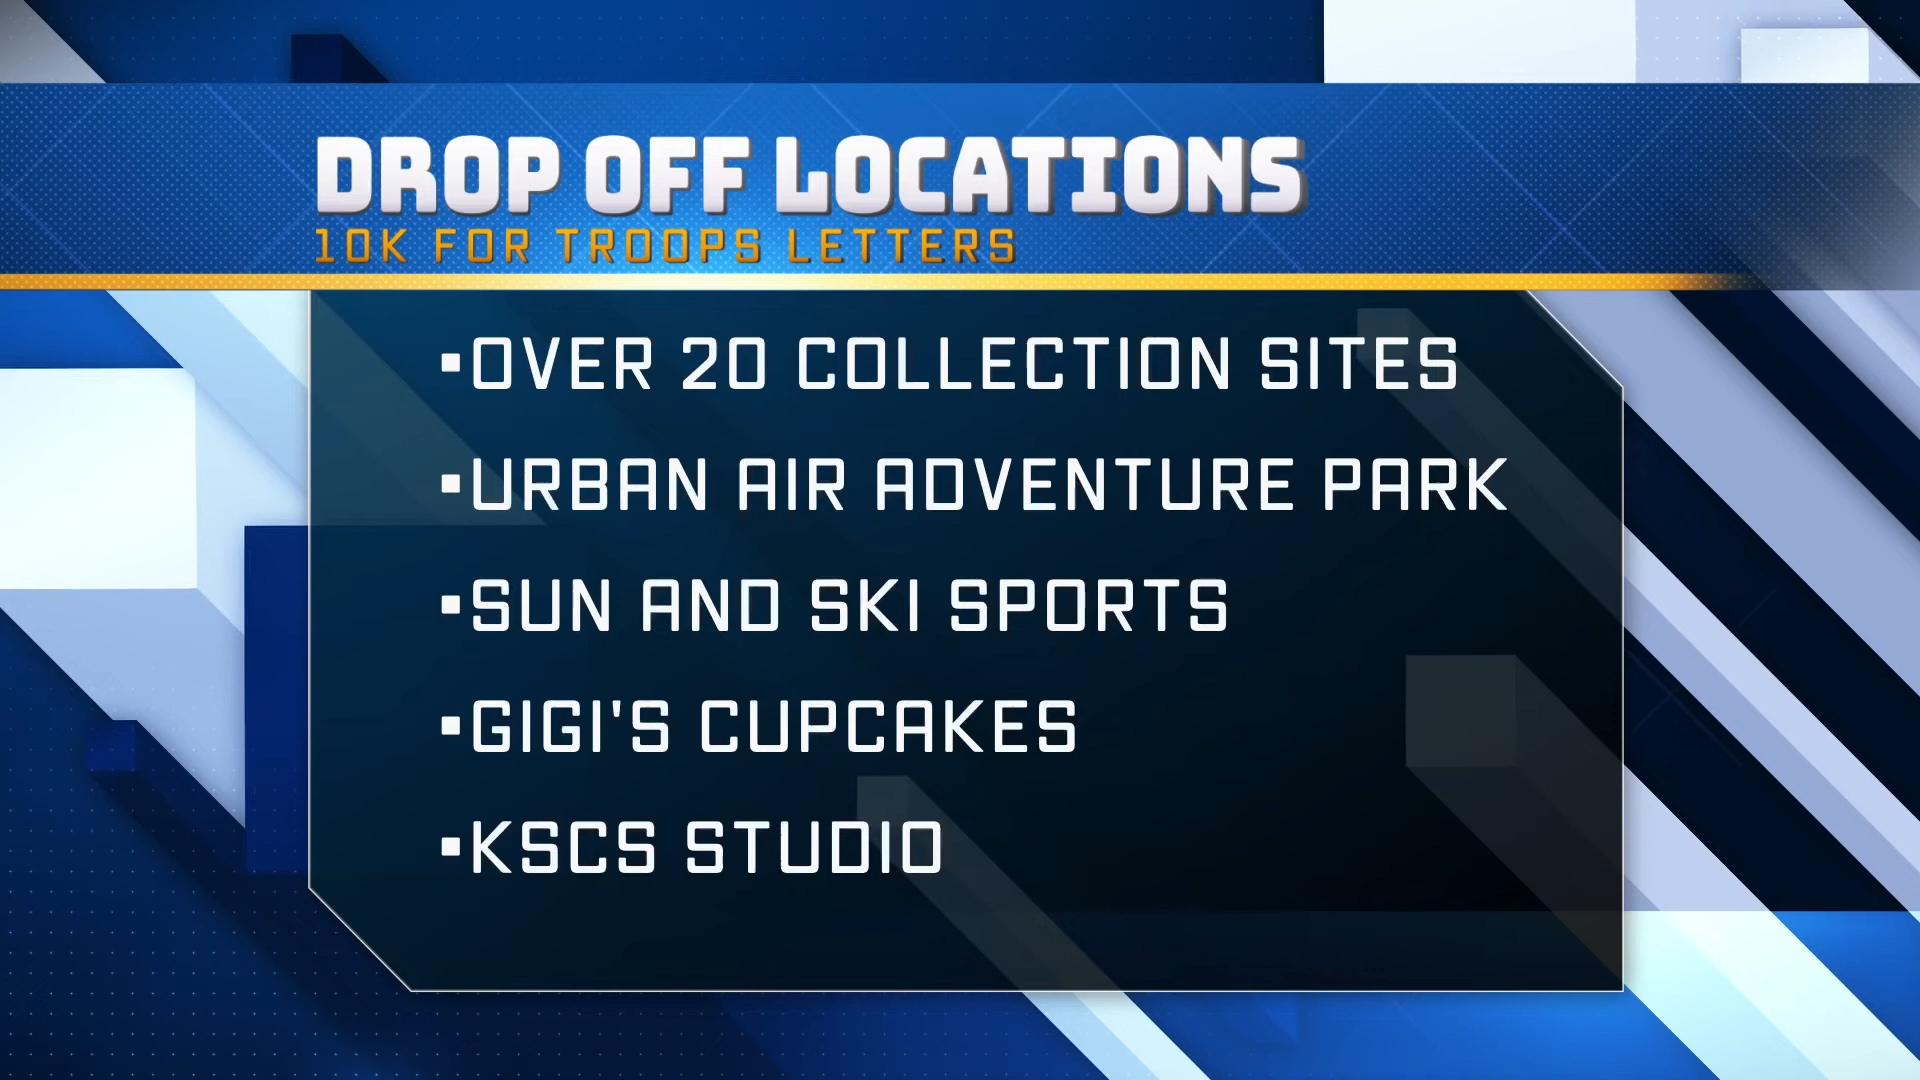 DROP OFF LOCATIONS
10K FOR TROOPS LETTERS
▪OVER 20 COLLECTION SITES
▪URBAN AIR ADVENTURE PARK
▪SUN AND SKI SPORTS
▪GIGI'S CUPCAKES
▪KSCS STUDIO